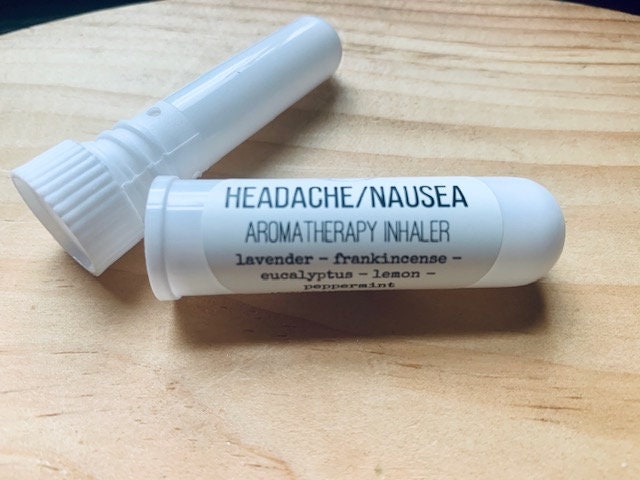 HEADACHE/NAUSEA
AROMATHERAPY INHALER
lavender - frankincense -
eucalyptus - lemon -
peppermint